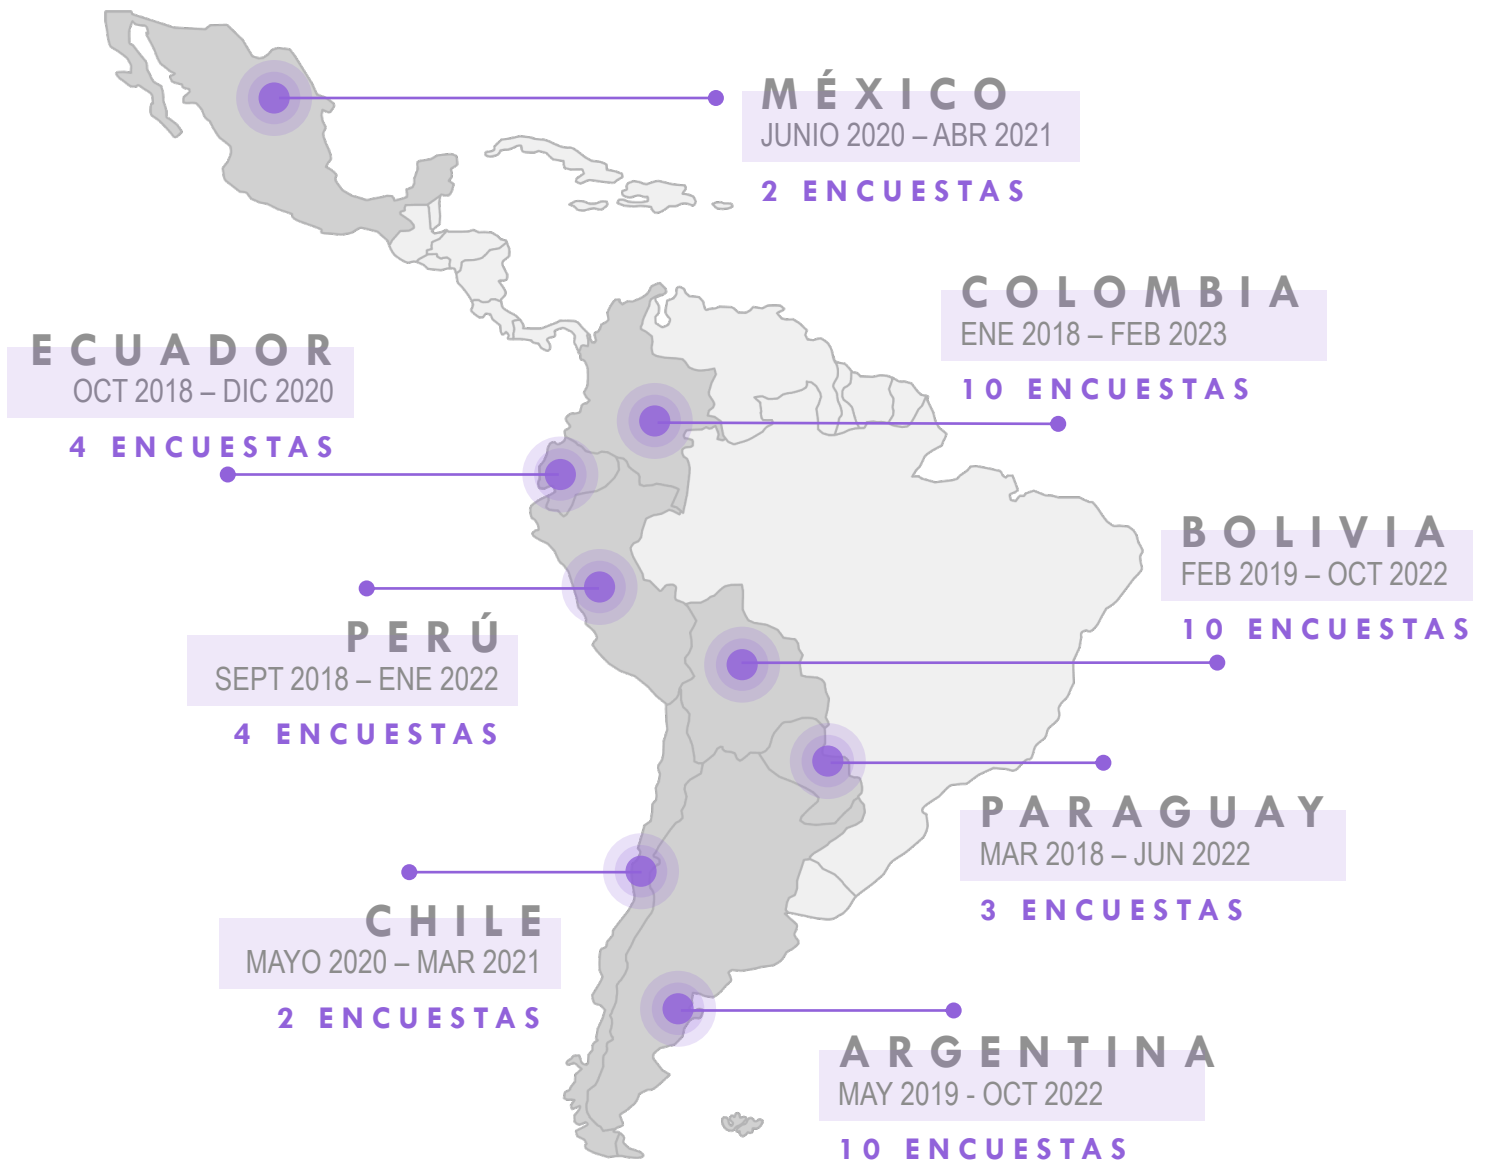 MÉXICO
JUNIO 2020 – ABR 2021
2 ENCUESTAS
COLOMBIA
ENE 2018 – FEB 2023
10 ENCUESTAS
ECUADOR
OCT 2018 – DIC 2020
4 ENCUESTAS
BOLIVIA
FEB 2019 – OCT 2022
10 ENCUESTAS
PERÚ
SEPT 2018 – ENE 2022
4 ENCUESTAS
PARAGUAY
MAR 2018 – JUN 2022
3 ENCUESTAS
CHILE
MAYO 2020 – MAR 2021
2 ENCUESTAS
ARGENTINA
MAY 2019 - OCT 2022
10 ENCUESTAS